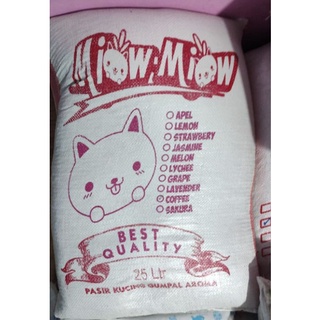 Miow Miow
APEL
LEMON
STRAWBERY
JASMINE
MELON
LYCHEE
GRAPE
LAVENDER
COFFEE
SAKURA
BEST
QUALITY
25 Ltr
PASIR KUCING GUMPAL AROMA